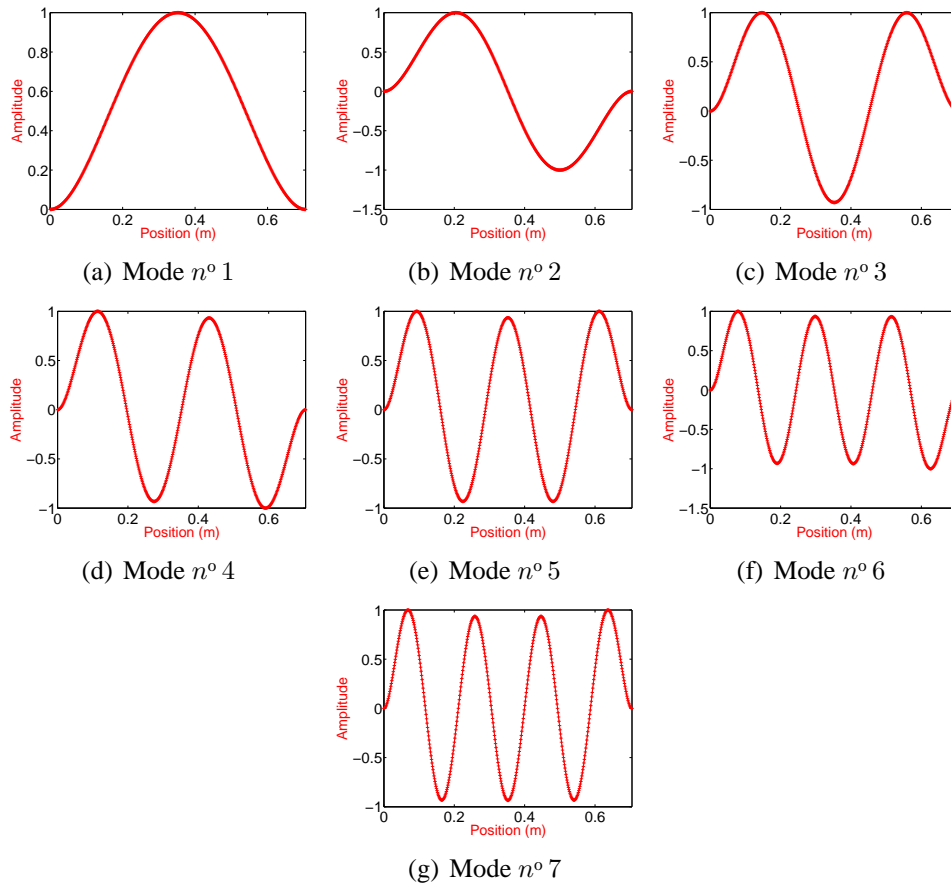 1
0.8
0.6
0.4
0.2
0
0 0.2 0.4 0.6
Amplitude
Position (m)
(a) Mode nº 1
1
0.5
0
−0.5
−1
−1.5
0 0.2 0.4 0.6
Amplitude
Position (m)
(b) Mode nº 2
1
0.5
0
−0.5
−1
0 0.2 0.4 0.6
Amplitude
Position (m)
(c) Mode nº 3
1
0.5
0
−0.5
−1
0 0.2 0.4 0.6
Amplitude
Position (m)
(d) Mode nº 4
1
0.5
0
−0.5
−1
0 0.2 0.4 0.6
Amplitude
Position (m)
(e) Mode nº 5
1
0.5
0
−0.5
−1
−1.5
0 0.2 0.4 0.6
Amplitude
Position (m)
(f) Mode nº 6
1
0.5
0
−0.5
−1
0 0.2 0.4 0.6
Amplitude
Position (m)
(g) Mode nº 7